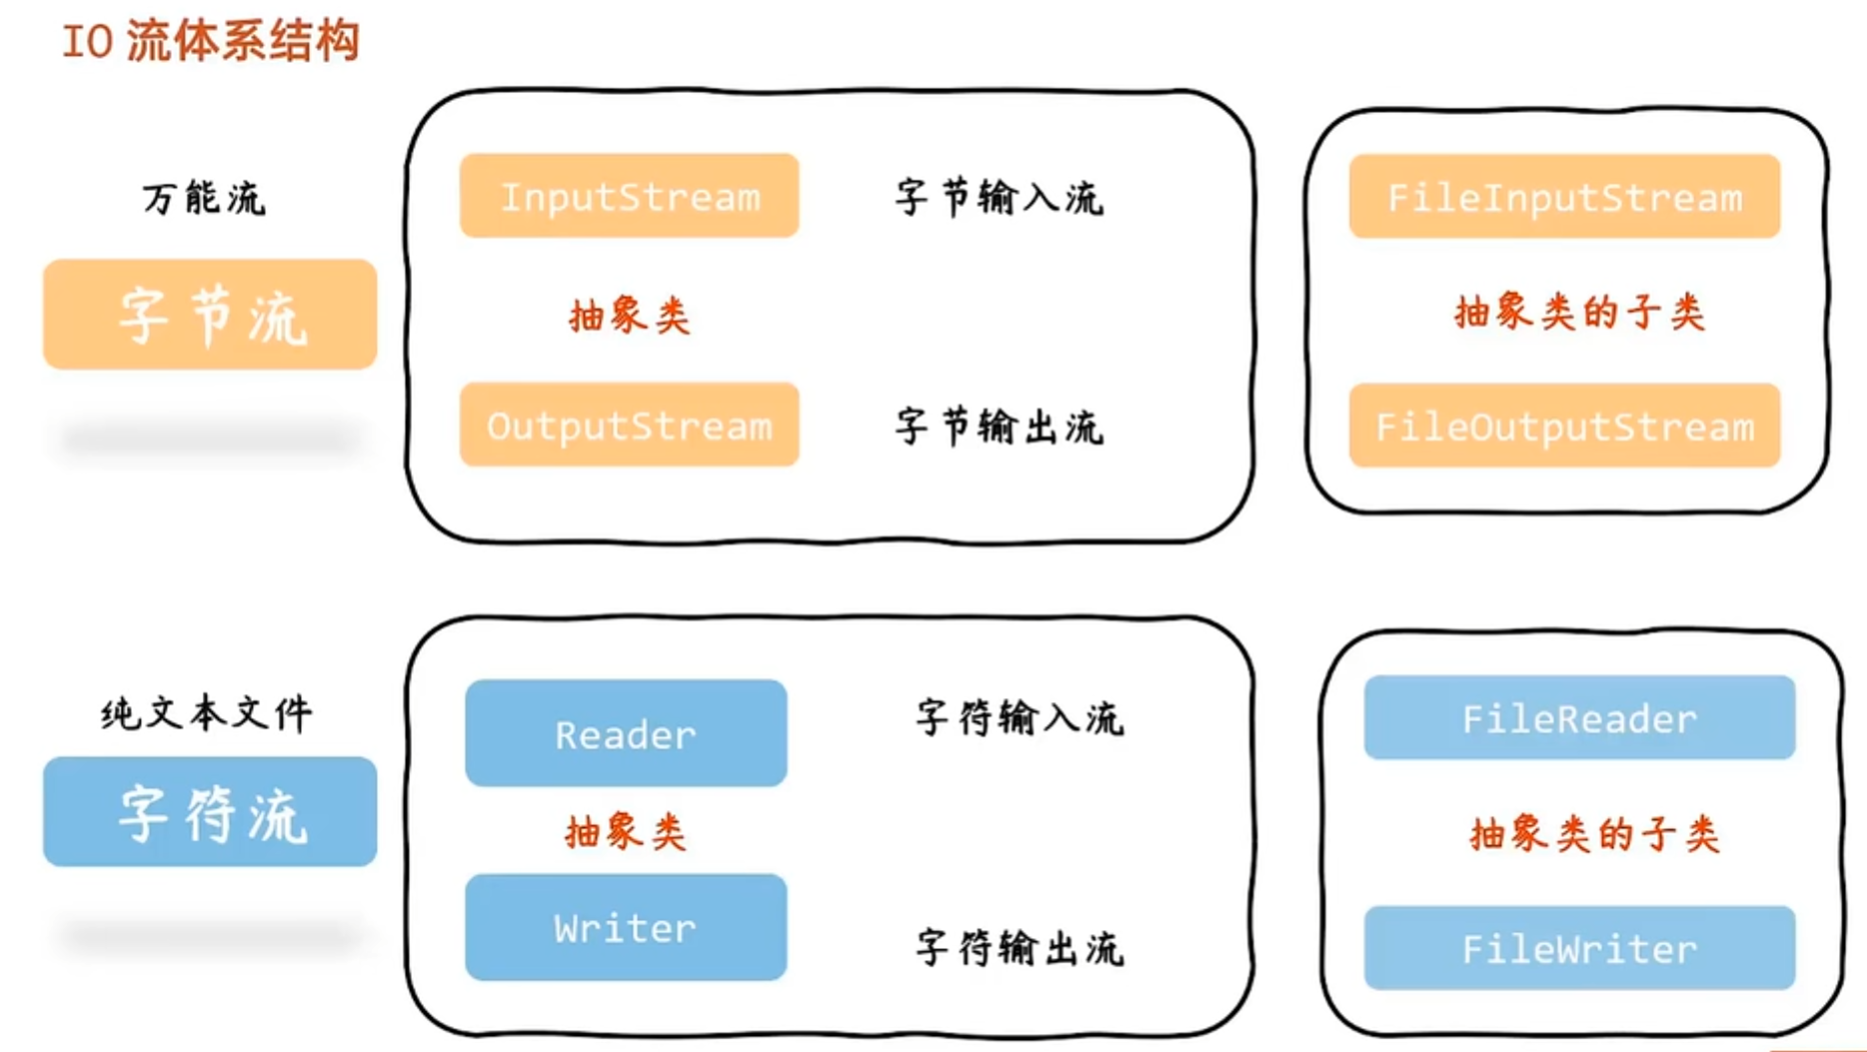 IO 流体系结构
万能流
字节流
InputStream
字节输入流
抽象类
OutputStream
字节输出流
FileInputStream
抽象类的子类
FileOutputStream
纯文本文件
字符流
Reader
字符输入流
抽象类
Writer
字符输出流
FileReader
抽象类的子类
FileWriter